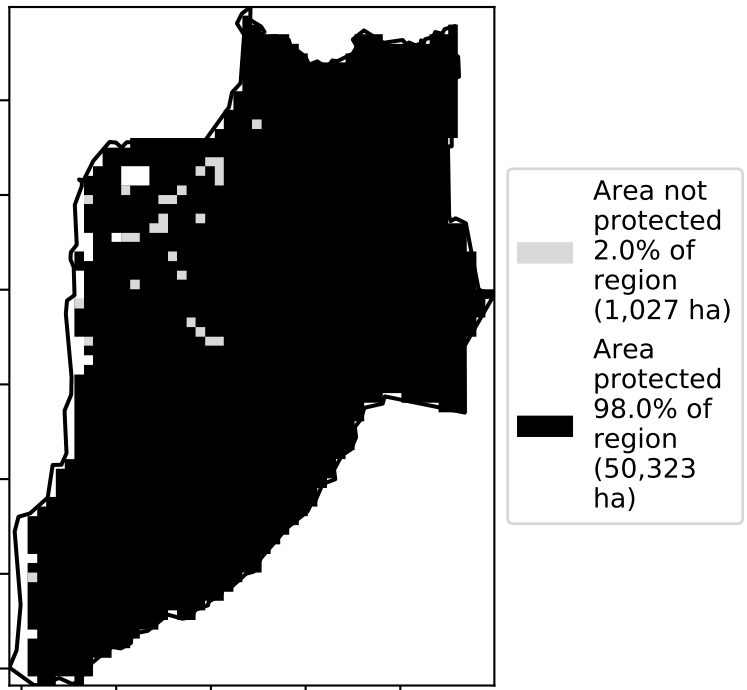 Area not
protected
2.0% of
region
(1,027 ha)
Area
protected
98.0% of
region
(50,323
ha)